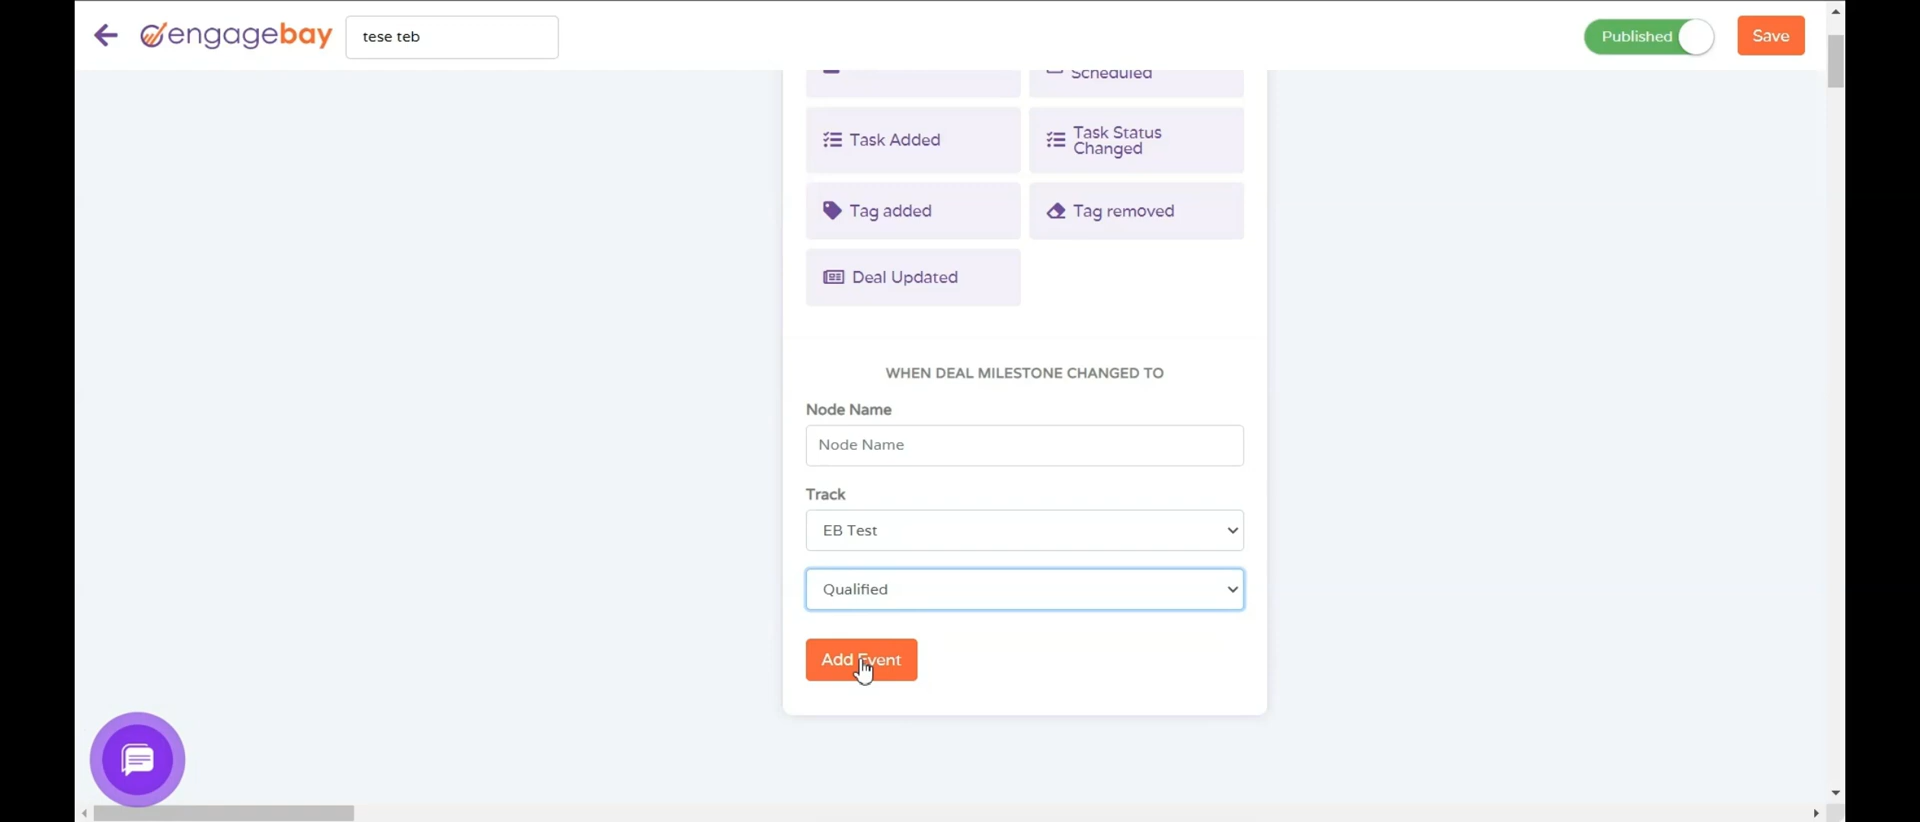 engagebay
tese teb
Published
Save
Scheduled
Task Added
Task Status
Changed
Tag added
Tag removed
Deal Updated
WHEN DEAL MILESTONE CHANGED TO
Node Name
Node Name
Track
EB Test
Qualified
Add Event